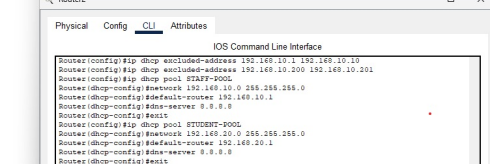 Physical Config CLI Attributes
IOS Command Line Interface
Router(config)#ip dhcp excluded-address 192.168.10.1 192.168.10.10
Router(config)#ip dhcp excluded-address 192.168.10.200 192.168.10.201
Router(config)#ip dhcp pool STAFF-POOL
Router(dhcp-config)#network 192.168.10.0 255.255.255.0
Router(dhcp-config)#default-router 192.168.10.1
Router(dhcp-config)#dns-server 8.8.8.8
Router(dhcp-config)#exit
Router(config)#ip dhcp pool STUDENT-POOL
Router(dhcp-config)#network 192.168.20.0 255.255.255.0
Router(dhcp-config)#default-router 192.168.20.1
Router(dhcp-config)#dns-server 8.8.8.8
Router(dhcp-config)#exit